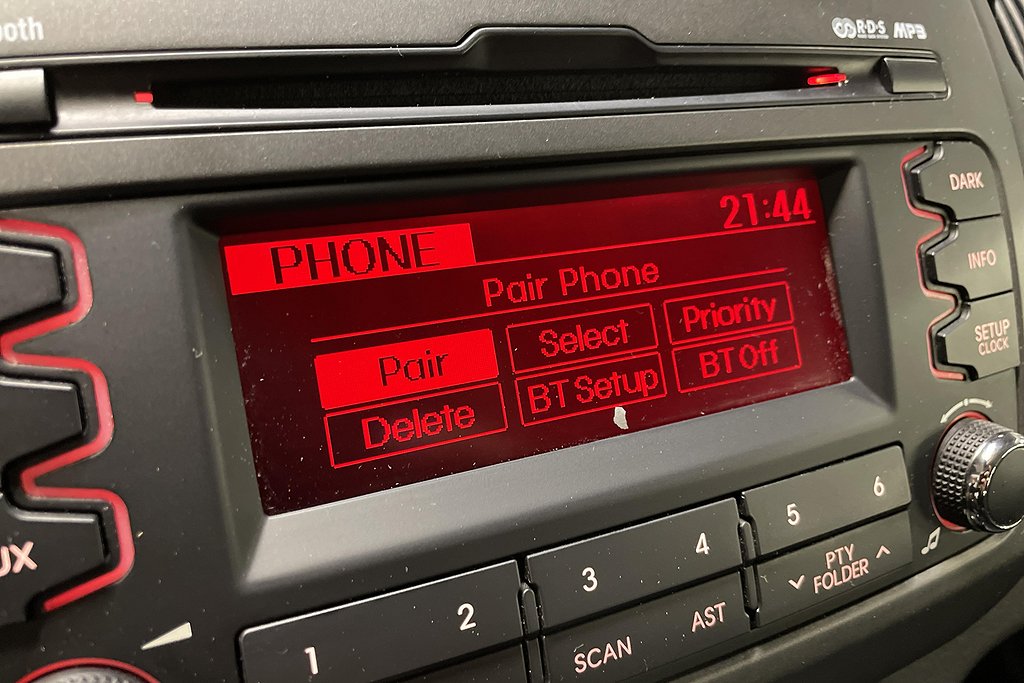 ooth
RDS MP3
DARK
21:44
PHONE
Pair Phone
INFO
Pair Select Priority
Delete BT Setup BT Off
SETUP
CLOCK
UX
1 2 3 4 5 6
SCAN AST
PTY
FOLDER